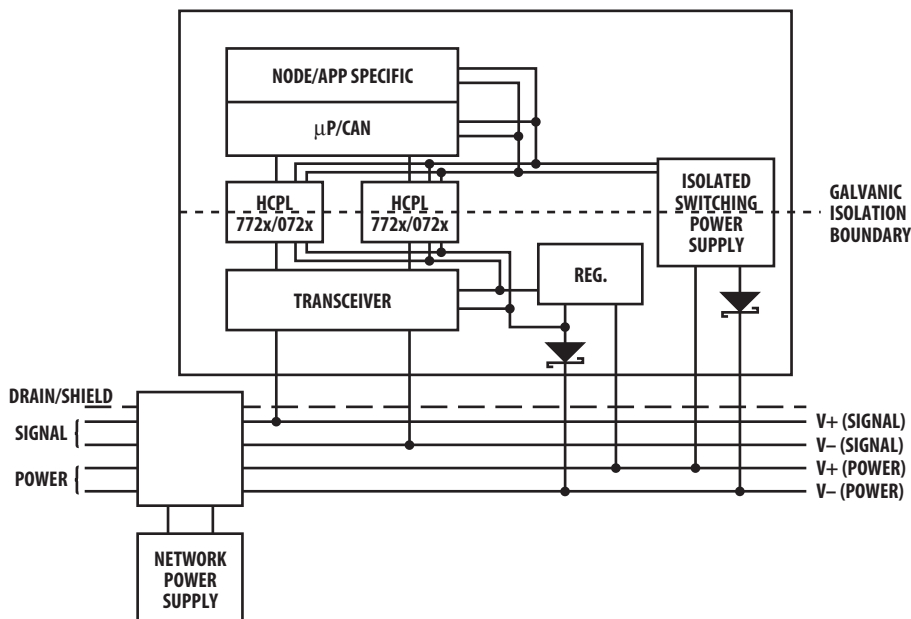 NODE/APP SPECIFIC
μP/CAN
HCPL
772x/072x
HCPL
772x/072x
ISOLATED
SWITCHING
POWER
SUPPLY
GALVANIC
ISOLATION
BOUNDARY
TRANSCEIVER
REG.
DRAIN/SHIELD
SIGNAL
POWER
V+ (SIGNAL)
V– (SIGNAL)
V+ (POWER)
V– (POWER)
NETWORK
POWER
SUPPLY